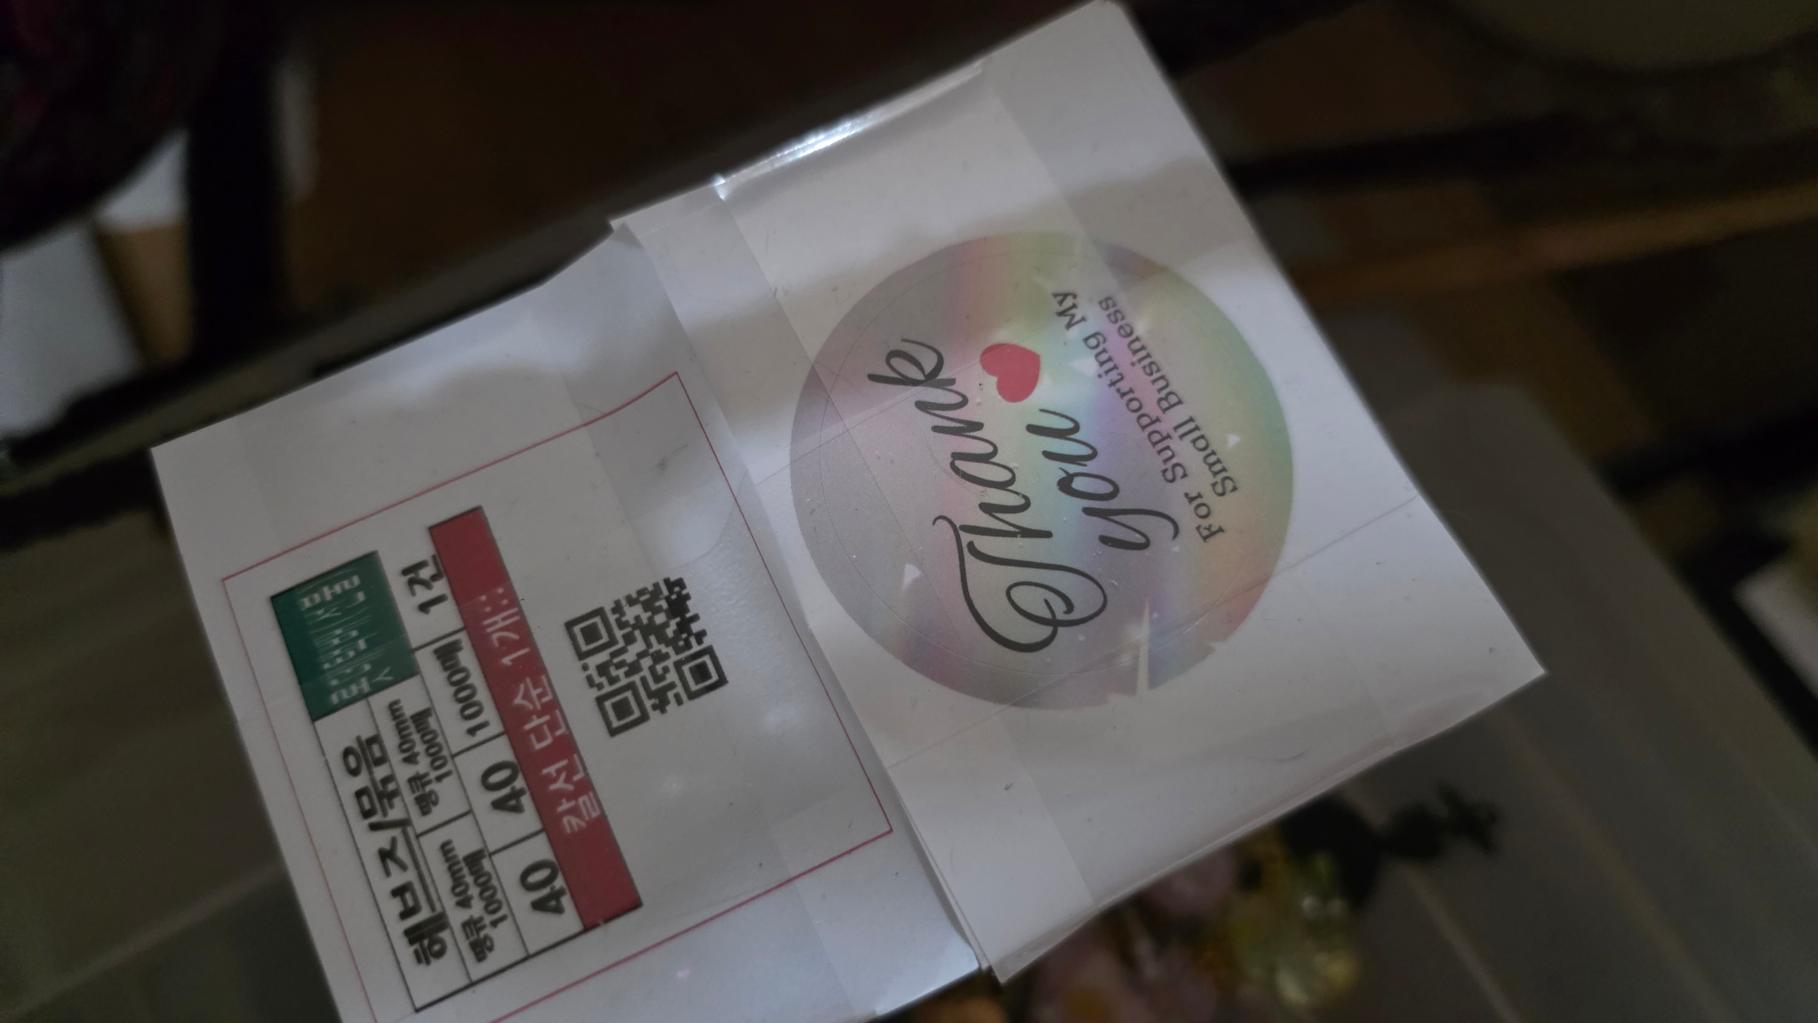 Thank
you
For Supporting My
Small Business
헤브즈/묶음
명규 40mm
1000매
명규 40mm
1000매
1건
40
40
1000매
칼선 단순 1개::